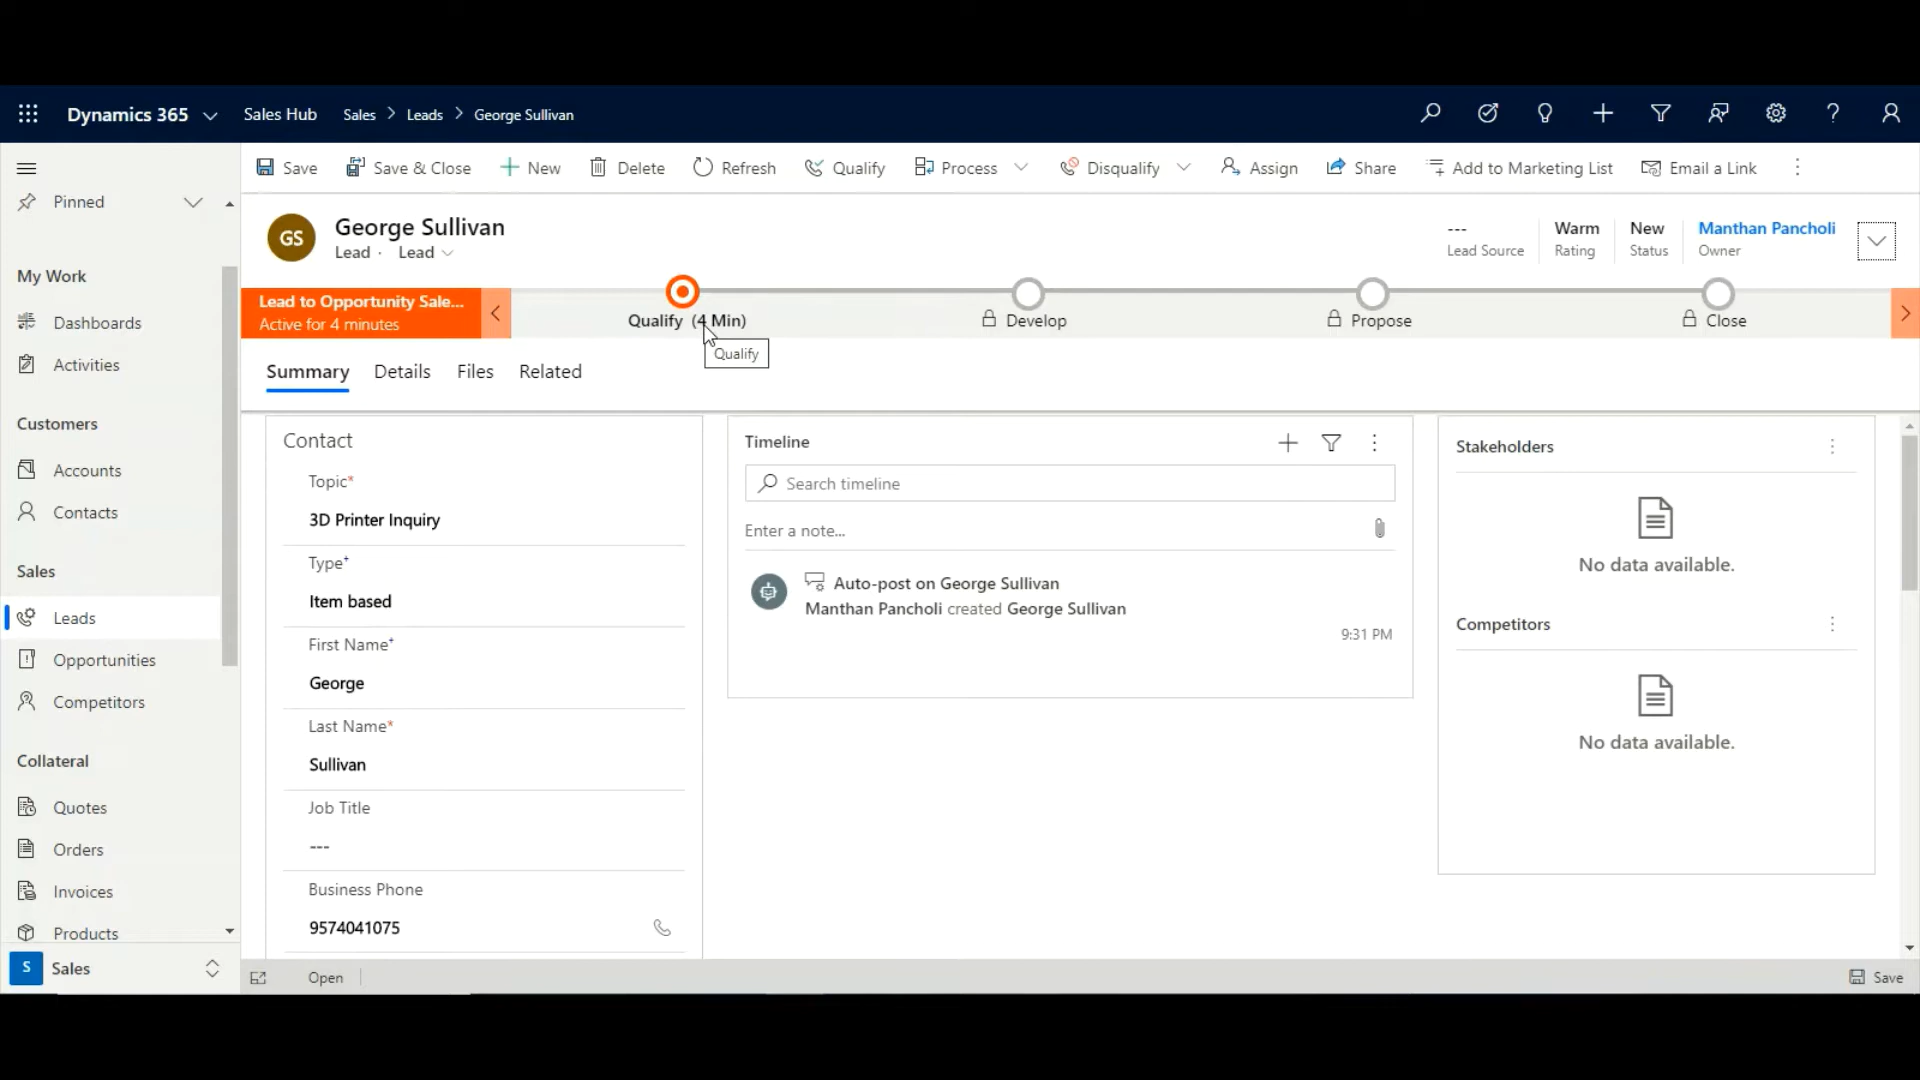 Dynamics 365
Sales Hub
Sales > Leads > George Sullivan
Save
Save & Close
New
Delete
Refresh
Qualify
Process
Disqualify
Assign
Share
Add to Marketing List
Email a Link
Pinned
My Work
Dashboards
Activities
Customers
Accounts
Contacts
Sales
Leads
Opportunities
Competitors
Collateral
Quotes
Orders
Invoices
Products
S
Sales
GS
George Sullivan
Lead · Lead
---
Lead Source
Warm
Rating
New
Status
Manthan Pancholi
Owner
Lead to Opportunity Sale...
Active for 4 minutes
Qualify (4 Min)
Develop
Propose
Close
Qualify
Summary
Details
Files
Related
Contact
Topic*
3D Printer Inquiry
Type+
Item based
First Name+
George
Last Name*
Sullivan
Job Title
---
Business Phone
9574041075
Timeline
Search timeline
Enter a note...
Auto-post on George Sullivan
Manthan Pancholi created George Sullivan
9:31 PM
Stakeholders
No data available.
Competitors
No data available.
Open
Save